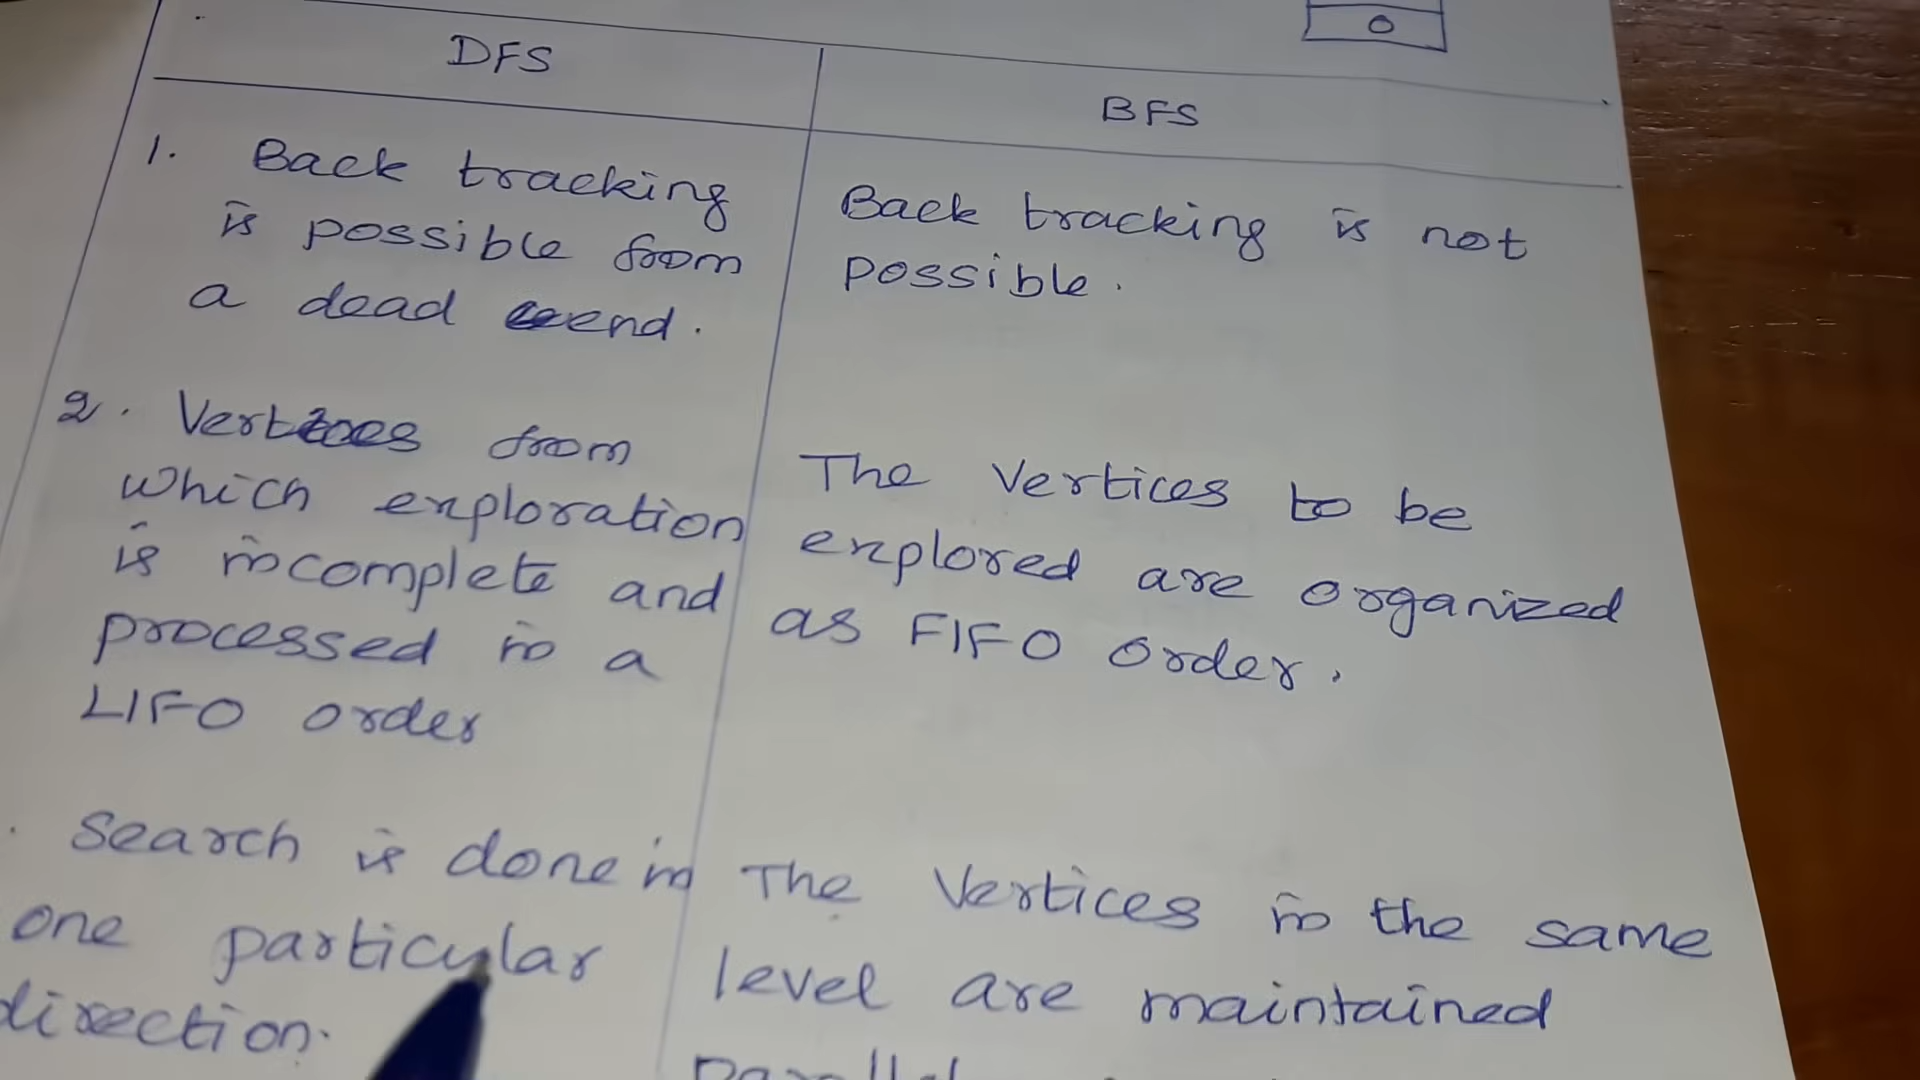 0
DFS
BFS
1. Back tracking
is possible from
a dead end.
Back tracking is not
possible.
2. Vertices from
which exploration
is incomplete and
processed in a
LIFO order
The Vertices to be
explored are organized
as FIFO order.
Search is done in
one particular
direction.
The Vertices in the same
level are maintained